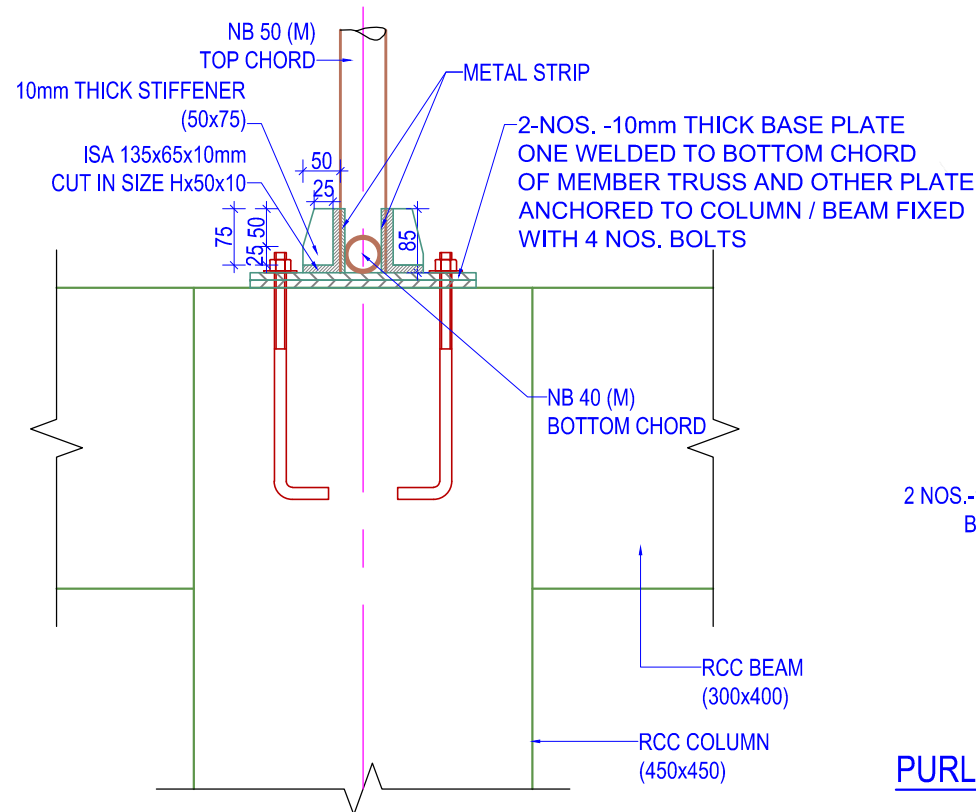 NB 50 (M)
TOP CHORD
METAL STRIP
10mm THICK STIFFENER
(50x75)
ISA 135x65x10mm
CUT IN SIZE Hx50x10
2-NOS. -10mm THICK BASE PLATE
ONE WELDED TO BOTTOM CHORD
OF MEMBER TRUSS AND OTHER PLATE
ANCHORED TO COLUMN / BEAM FIXED
WITH 4 NOS. BOLTS
50
25
75
50
25
85
NB 40 (M)
BOTTOM CHORD
2 NOS.-
B
RCC BEAM
(300x400)
RCC COLUMN
(450x450)
PURL